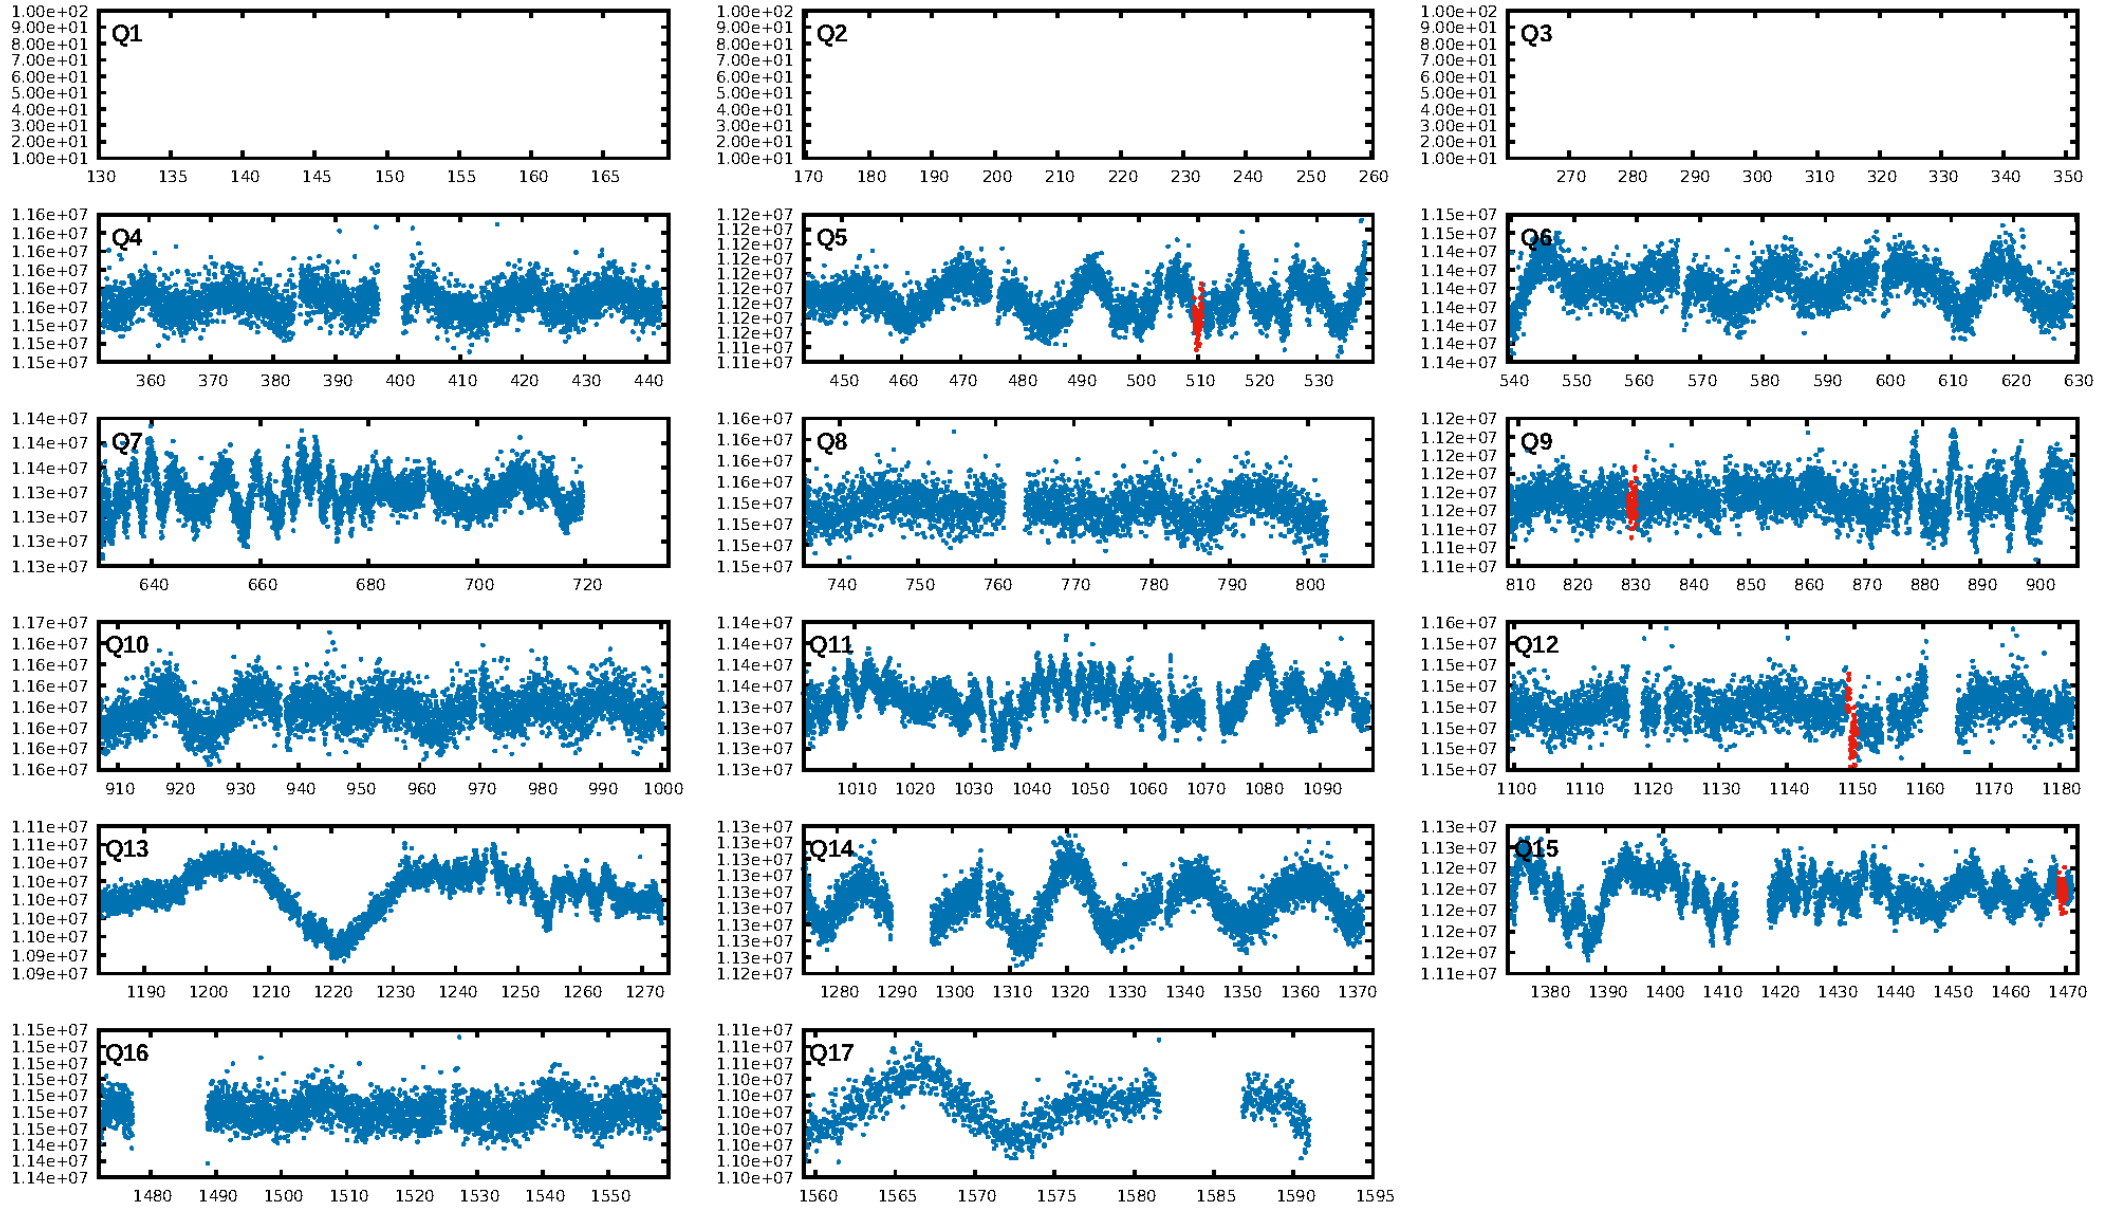 1.00e+02 9.00e+01 8.00e+01 7.00e+01 6.00e+01 5.00e+01 4.00e+01 3.00e+01 2.00e+01 1.00e+01
Q1
130 135 140 145 150 155 160 165
1.00e+02 9.00e+01 8.00e+01 7.00e+01 6.00e+01 5.00e+01 4.00e+01 3.00e+01 2.00e+01 1.00e+01
Q2
170 180 190 200 210 220 230 240 250 260
1.00e+02 9.00e+01 8.00e+01 7.00e+01 6.00e+01 5.00e+01 4.00e+01 3.00e+01 2.00e+01 1.00e+01
Q3
270 280 290 300 310 320 330 340 350
1.16e+07 1.16e+07 1.16e+07 1.16e+07 1.16e+07 1.16e+07 1.15e+07 1.15e+07 1.15e+07
Q4
360 370 380 390 400 410 420 430 440
1.12e+07 1.12e+07 1.12e+07 1.12e+07 1.12e+07 1.12e+07 1.12e+07 1.12e+07 1.12e+07 1.11e+07 1.11e+07
Q5
450 460 470 480 490 500 510 520 530
1.15e+07 1.15e+07 1.15e+07 1.14e+07 1.14e+07 1.14e+07 1.14e+07 1.14e+07 1.14e+07
Q6
540 550 560 570 580 590 600 610 620 630
1.14e+07 1.14e+07 1.14e+07 1.13e+07 1.13e+07 1.13e+07 1.13e+07
Q7
640 660 680 700 720
1.16e+07 1.16e+07 1.16e+07 1.15e+07 1.15e+07 1.15e+07 1.15e+07
Q8
740 750 760 770 780 790 800
1.12e+07 1.12e+07 1.12e+07 1.12e+07 1.12e+07 1.12e+07 1.11e+07 1.11e+07 1.11e+07
Q9
810 820 830 840 850 860 870 880 890 900
1.17e+07 1.16e+07 1.16e+07 1.16e+07 1.16e+07 1.16e+07 1.16e+07 1.16e+07
Q10
910 920 930 940 950 960 970 980 990 1000
1.14e+07 1.14e+07 1.14e+07 1.14e+07 1.13e+07 1.13e+07 1.13e+07 1.13e+07
Q11
1010 1020 1030 1040 1050 1060 1070 1080 1090
1.16e+07 1.15e+07 1.15e+07 1.15e+07 1.15e+07 1.15e+07 1.15e+07 1.15e+07
Q12
1100 1110 1120 1130 1140 1150 1160 1170 1180
1.11e+07 1.11e+07 1.10e+07 1.10e+07 1.10e+07 1.10e+07 1.10e+07 1.09e+07 1.09e+07
Q13
1190 1200 1210 1220 1230 1240 1250 1260 1270
1.13e+07 1.13e+07 1.13e+07 1.13e+07 1.13e+07 1.13e+07 1.13e+07 1.13e+07 1.13e+07 1.12e+07
Q14
1280 1290 1300 1310 1320 1330 1340 1350 1360 1370
1.13e+07 1.13e+07 1.12e+07 1.12e+07 1.12e+07 1.12e+07 1.12e+07 1.11e+07
Q15
1380 1390 1400 1410 1420 1430 1440 1450 1460 1470
1.15e+07 1.15e+07 1.15e+07 1.15e+07 1.15e+07 1.15e+07 1.15e+07 1.14e+07 1.14e+07 1.14e+07
Q16
1480 1490 1500 1510 1520 1530 1540 1550
1.11e+07 1.11e+07 1.11e+07 1.10e+07 1.10e+07 1.10e+07 1.10e+07 1.10e+07 1.10e+07 1.10e+07
Q17
1560 1565 1570 1575 1580 1585 1590 1595